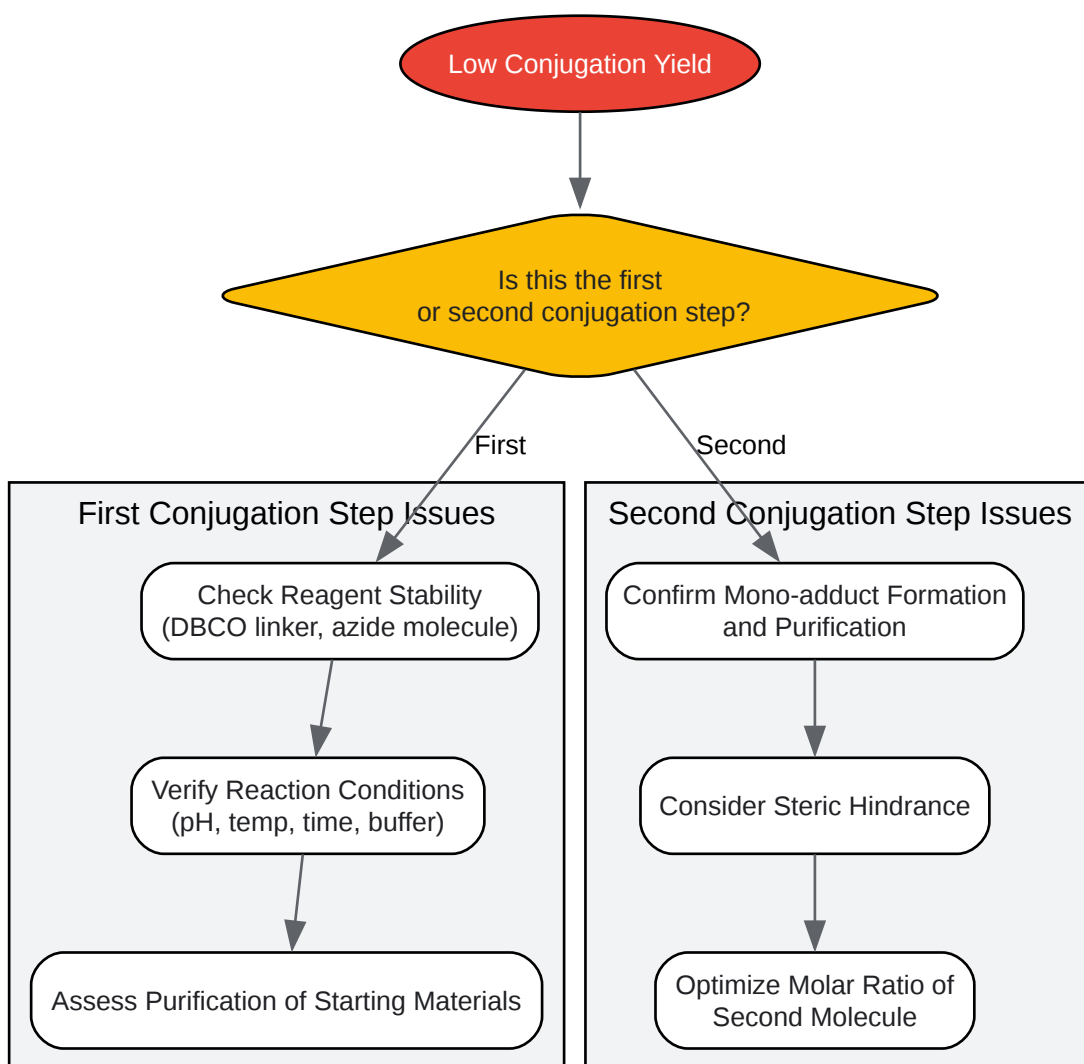 Low Conjugation Yield
Is this the first
or second conjugation step?
First
Second
First Conjugation Step Issues
Check Reagent Stability
(DBCO linker, azide molecule)
Verify Reaction Conditions
(pH, temp, time, buffer)
Assess Purification of Starting Materials
Second Conjugation Step Issues
Confirm Mono-adduct Formation
and Purification
Consider Steric Hindrance
Optimize Molar Ratio of
Second Molecule